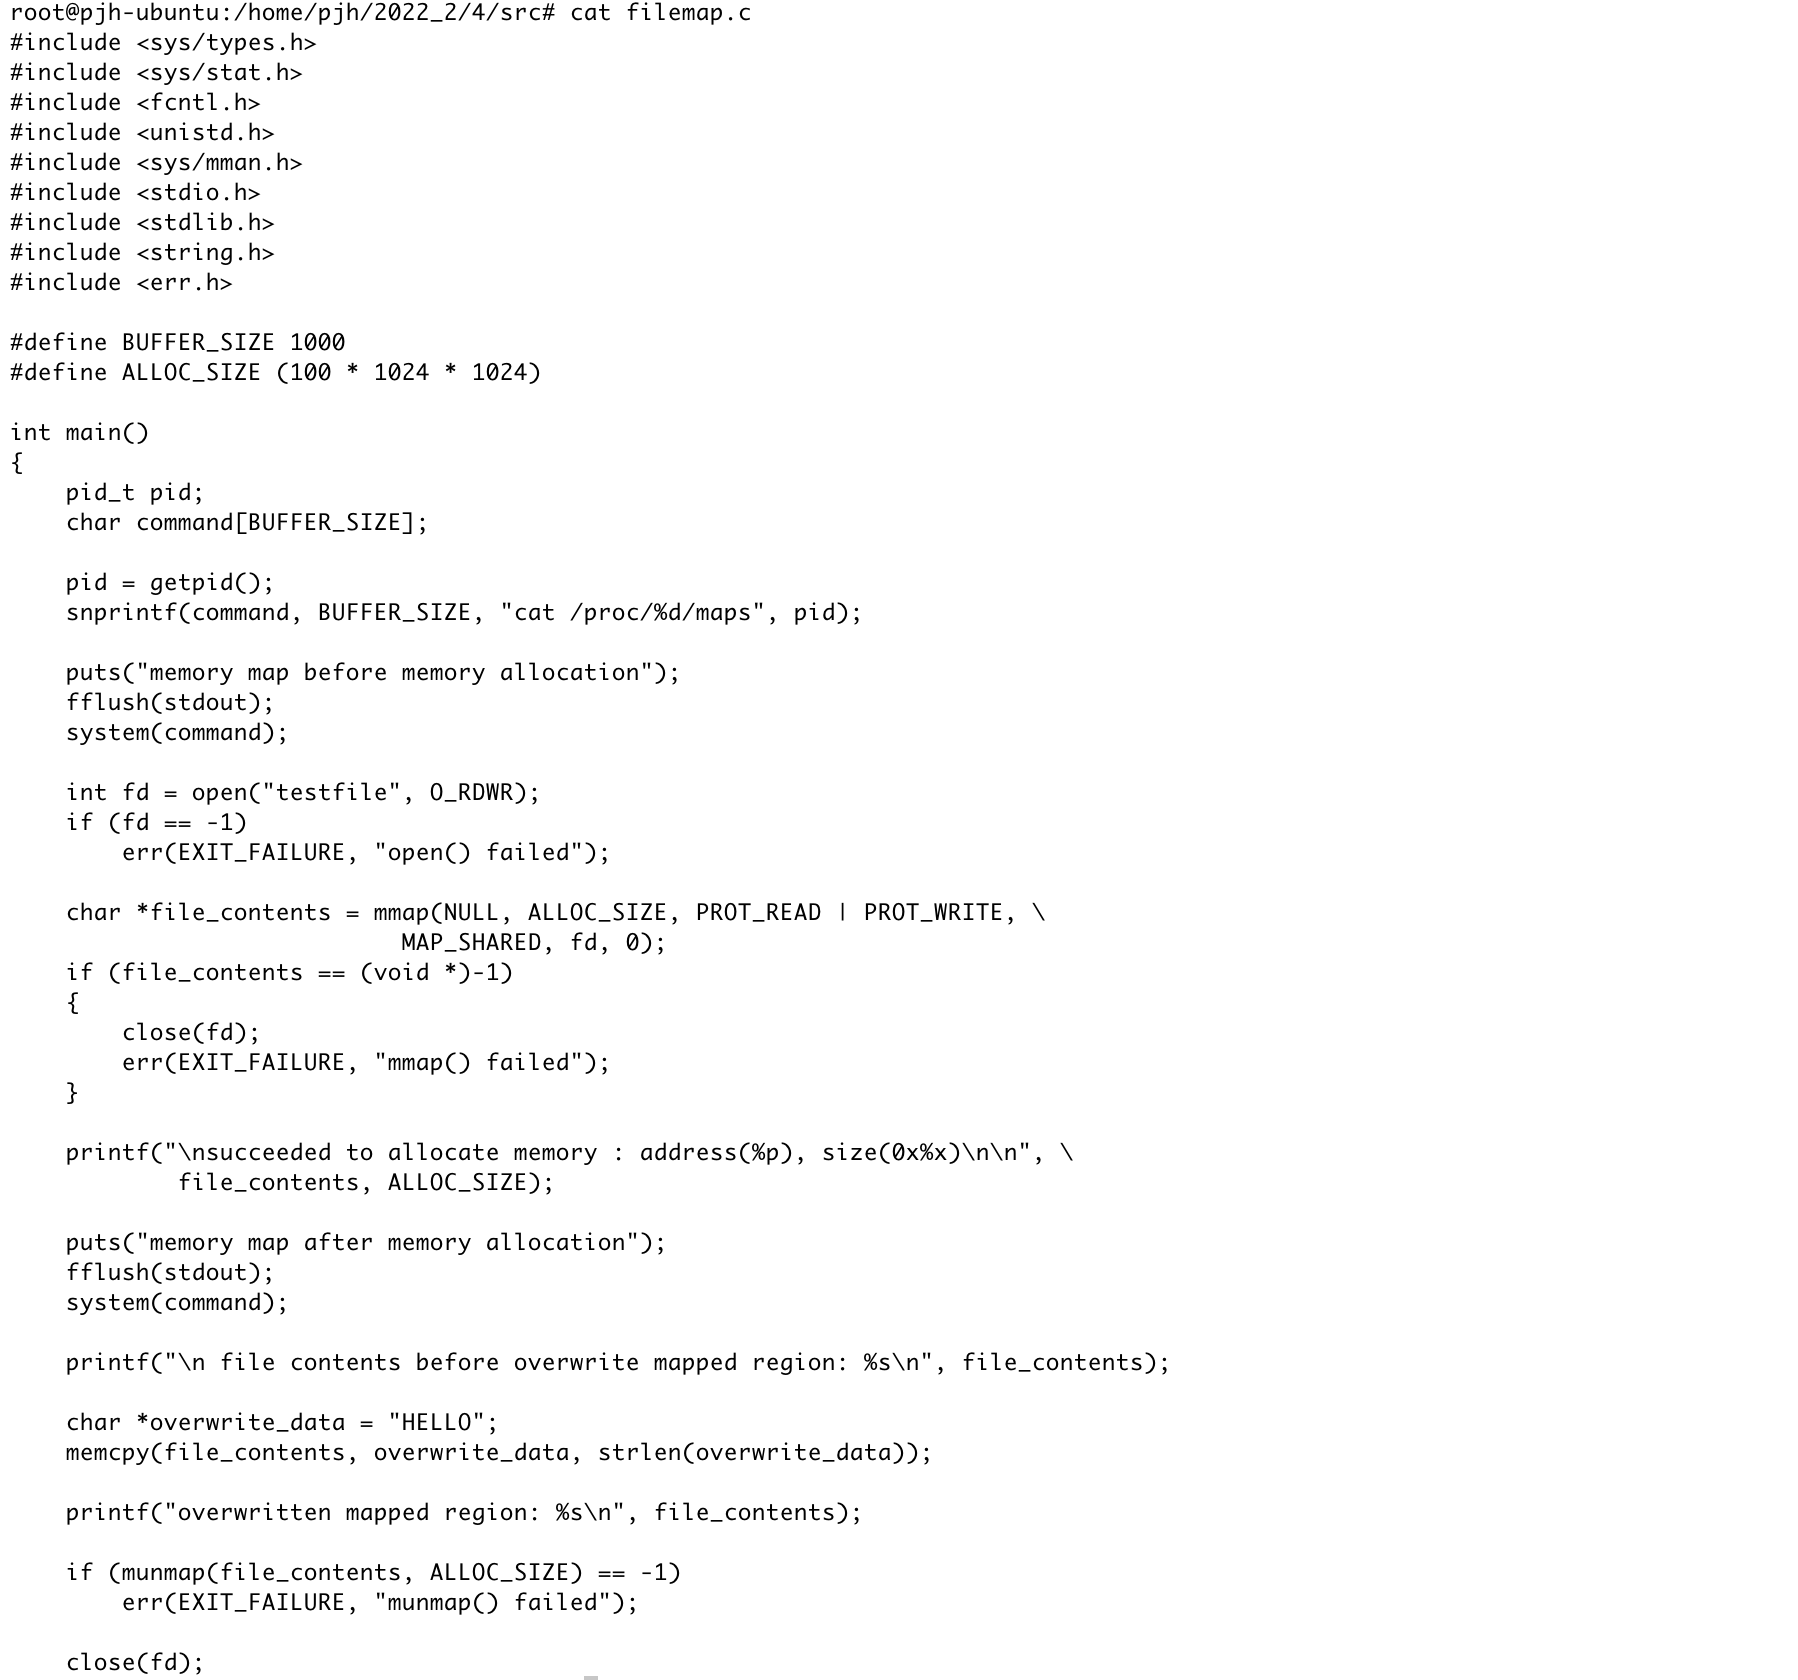 root@pjh-ubuntu:/home/pjh/2022_2/4/src# cat filemap.c
#include <sys/types.h>
#include <sys/stat.h>
#include <fcntl.h>
#include <unistd.h>
#include <sys/mman.h>
#include <stdio.h>
#include <stdlib.h>
#include <string.h>
#include <err.h>

#define BUFFER_SIZE 1000
#define ALLOC_SIZE (100 * 1024 * 1024)

int main()
{
    pid_t pid;
    char command[BUFFER_SIZE];

    pid = getpid();
    snprintf(command, BUFFER_SIZE, "cat /proc/%d/maps", pid);

    puts("memory map before memory allocation");
    fflush(stdout);
    system(command);

    int fd = open("testfile", O_RDWR);
    if (fd == -1)
        err(EXIT_FAILURE, "open() failed");

    char *file_contents = mmap(NULL, ALLOC_SIZE, PROT_READ | PROT_WRITE, \
                            MAP_SHARED, fd, 0);
    if (file_contents == (void *)-1)
    {
        close(fd);
        err(EXIT_FAILURE, "mmap() failed");
    }

    printf("\nsucceeded to allocate memory : address(%p), size(0x%x)\n\n", \
            file_contents, ALLOC_SIZE);

    puts("memory map after memory allocation");
    fflush(stdout);
    system(command);

    printf("\n file contents before overwrite mapped region: %s\n", file_contents);

    char *overwrite_data = "HELLO";
    memcpy(file_contents, overwrite_data, strlen(overwrite_data));

    printf("overwritten mapped region: %s\n", file_contents);

    if (munmap(file_contents, ALLOC_SIZE) == -1)
        err(EXIT_FAILURE, "munmap() failed");

    close(fd);